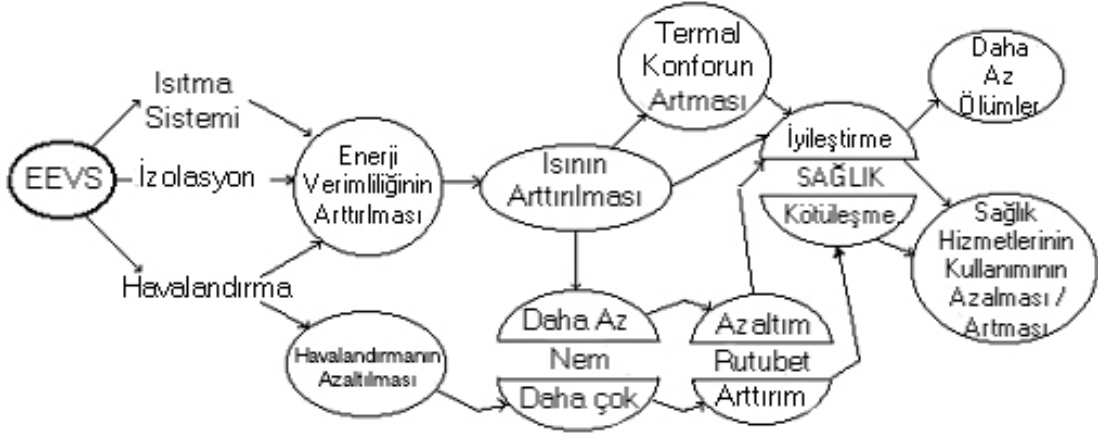 EEVS
Isıtma
Sistemi
İzolasyon
Havalandırma
Enerji
Verimliliğinin
Arttırlması
Havalandırmanın
Azaltılması
Isının
Arttırılması
Termal
Konforun
Artması
Daha Az
Nem
Daha çok
Azaltım
Rutubet
Arttırım
İyileştirme
SAĞLIK
Kötüleşme
Daha
Az
Ölümler
Sağlık
Hizmetlerinin
Kullanımının
Azalması /
Artması